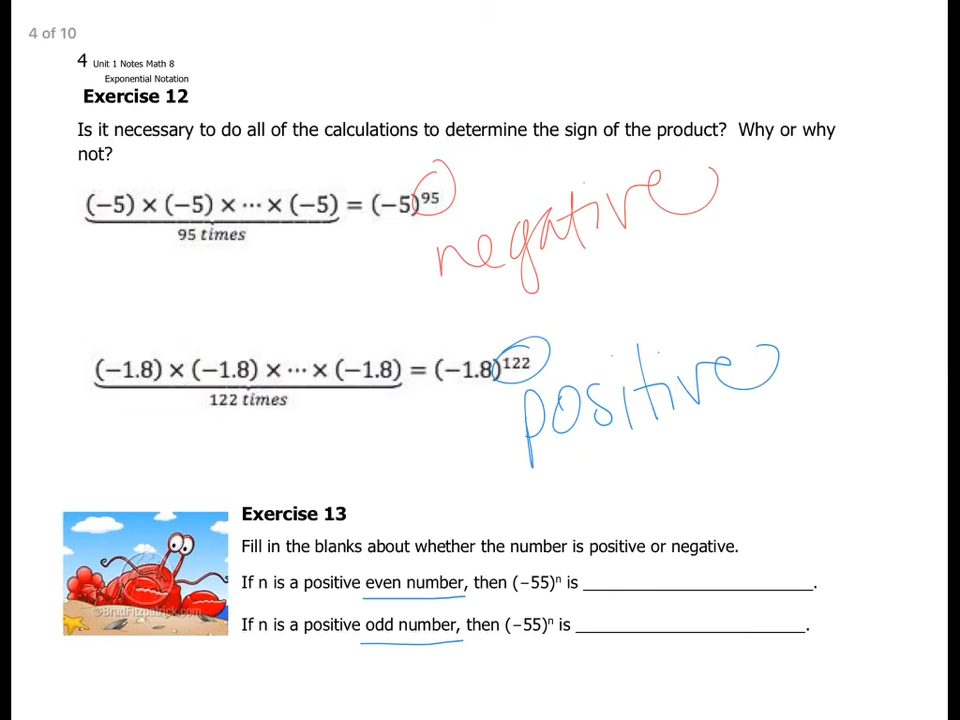 4 of 10
4 Unit 1 Notes Math 8
Exponential Notation
Exercise 12
Is it necessary to do all of the calculations to determine the sign of the product? Why or why
not?
(−5) × (−5) × ⋯ × (−5) = (−5)⁹⁵
95 times
negative
(−1.8) × (−1.8) × ⋯ × (−1.8) = (−1.8)¹²²
122 times
positive
Exercise 13
Fill in the blanks about whether the number is positive or negative.
If n is a positive even number, then (−55)ⁿ is ____________________________.
If n is a positive odd number, then (−55)ⁿ is ____________________________.
©BradFitzpatrick.com